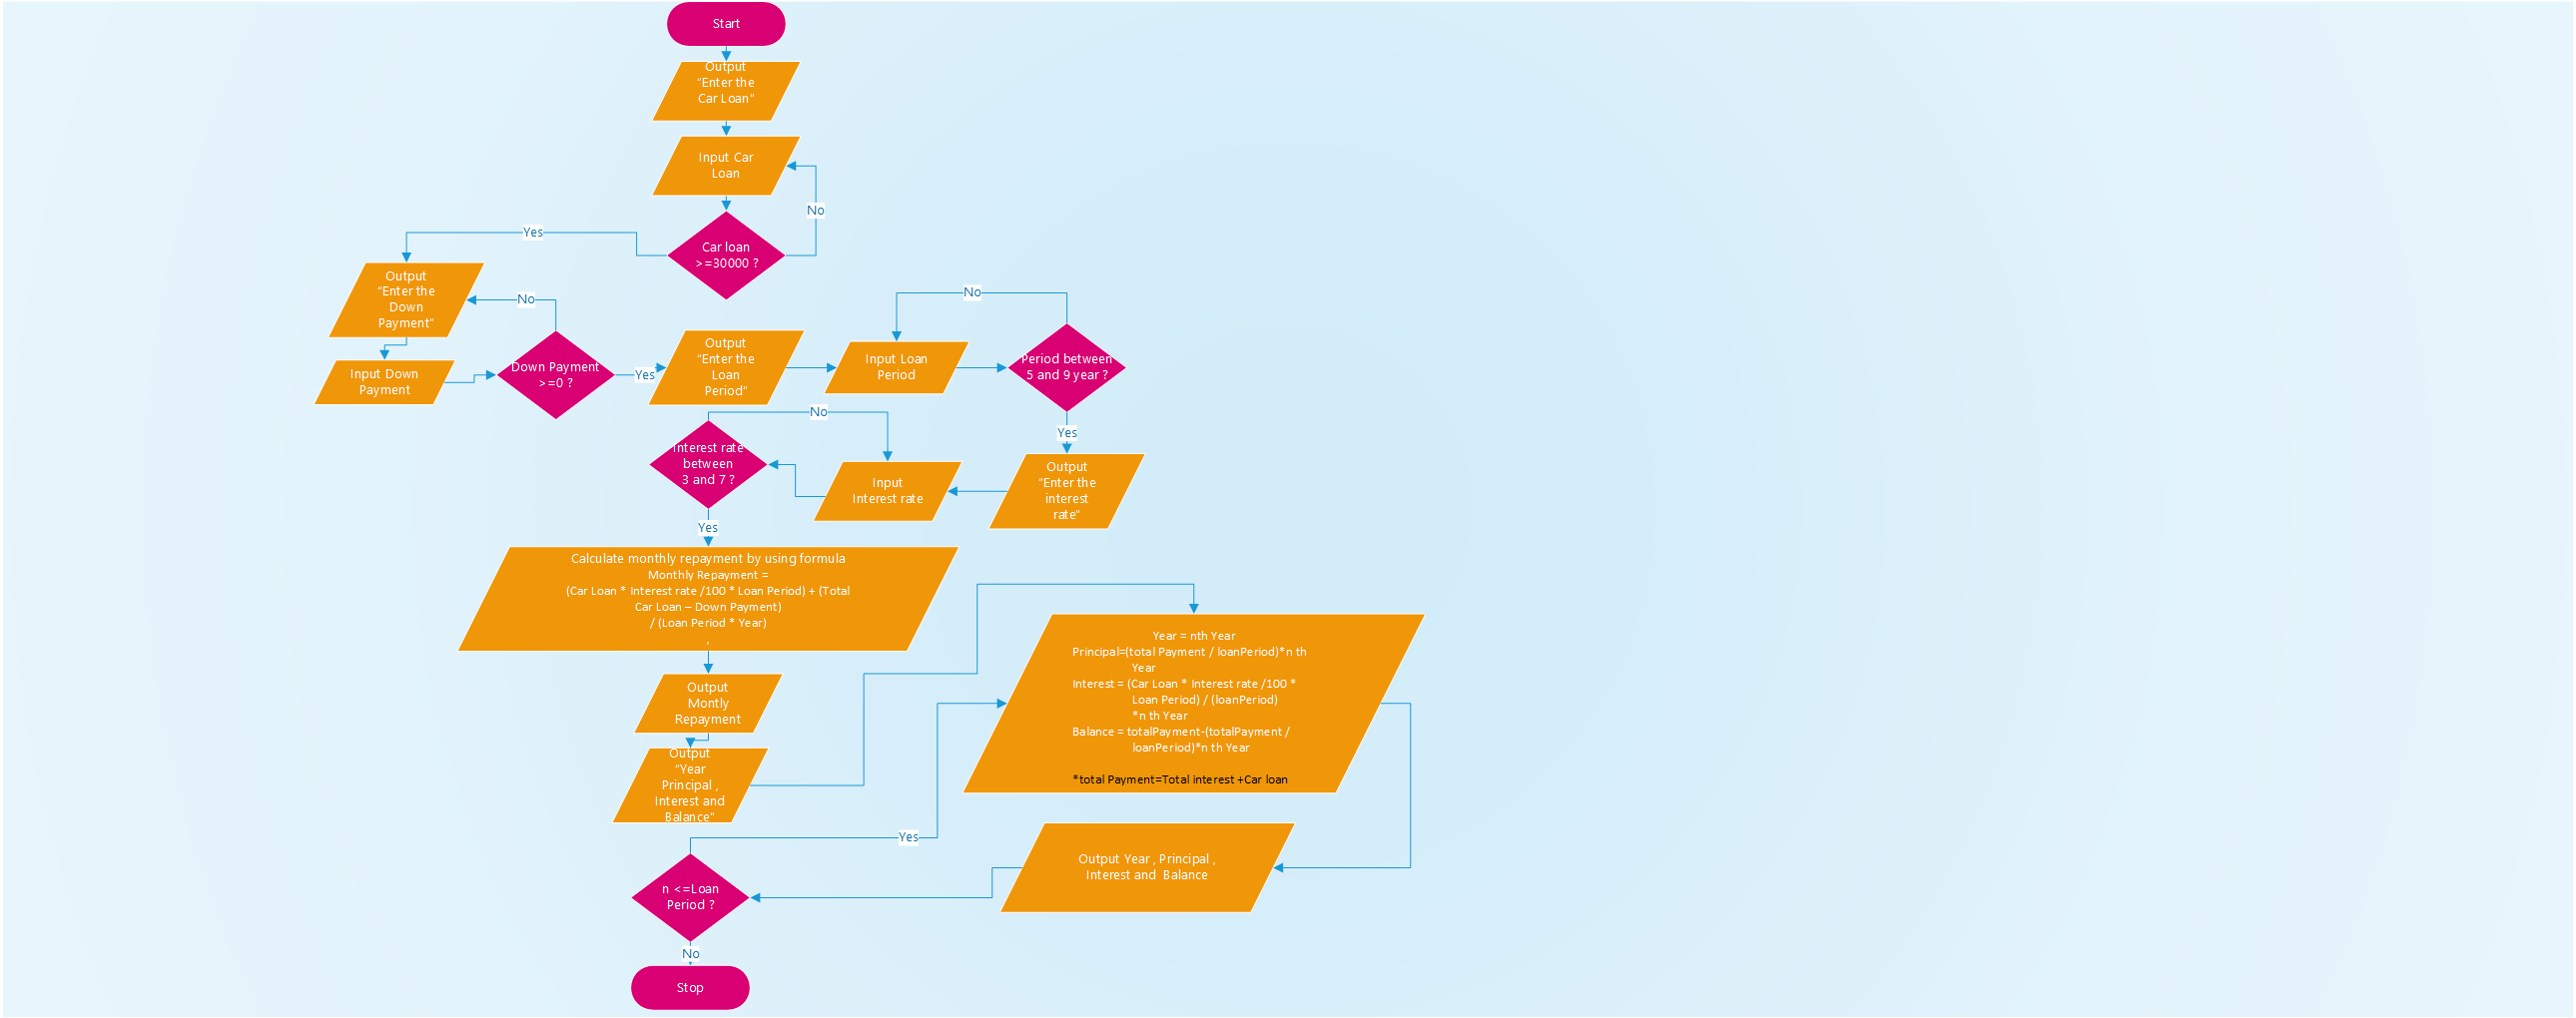 Start
Output
"Enter the
Car Loan"
Input Car
Loan
No
Car loan
>=30000 ?
Yes
Output
"Enter the
Down
Payment"
No
Input Down
Payment
Down Payment
>=0 ?
Yes
Output
"Enter the
Loan
Period"
Input Loan
Period
No
Period between
5 and 9 year ?
Yes
Output
"Enter the
interest
rate"
Input
Interest rate
No
Interest rate
between
3 and 7 ?
Yes
Calculate monthly repayment by using formula
Monthly Repayment =
(Car Loan * Interest rate /100 * Loan Period) + (Total
Car Loan – Down Payment)
/ (Loan Period * Year)
,
Output
Montly
Repayment
Output
"Year
Principal ,
Interest and
Balance"
Year = nth Year
Principal=(total Payment / loanPeriod)*n th
Year
Interest = (Car Loan * Interest rate /100 *
Loan Period) / (loanPeriod)
*n th Year
Balance = totalPayment-(totalPayment /
loanPeriod)*n th Year
*total Payment=Total interest +Car loan
Output Year , Principal ,
Interest and Balance
Yes
n <=Loan
Period ?
No
Stop